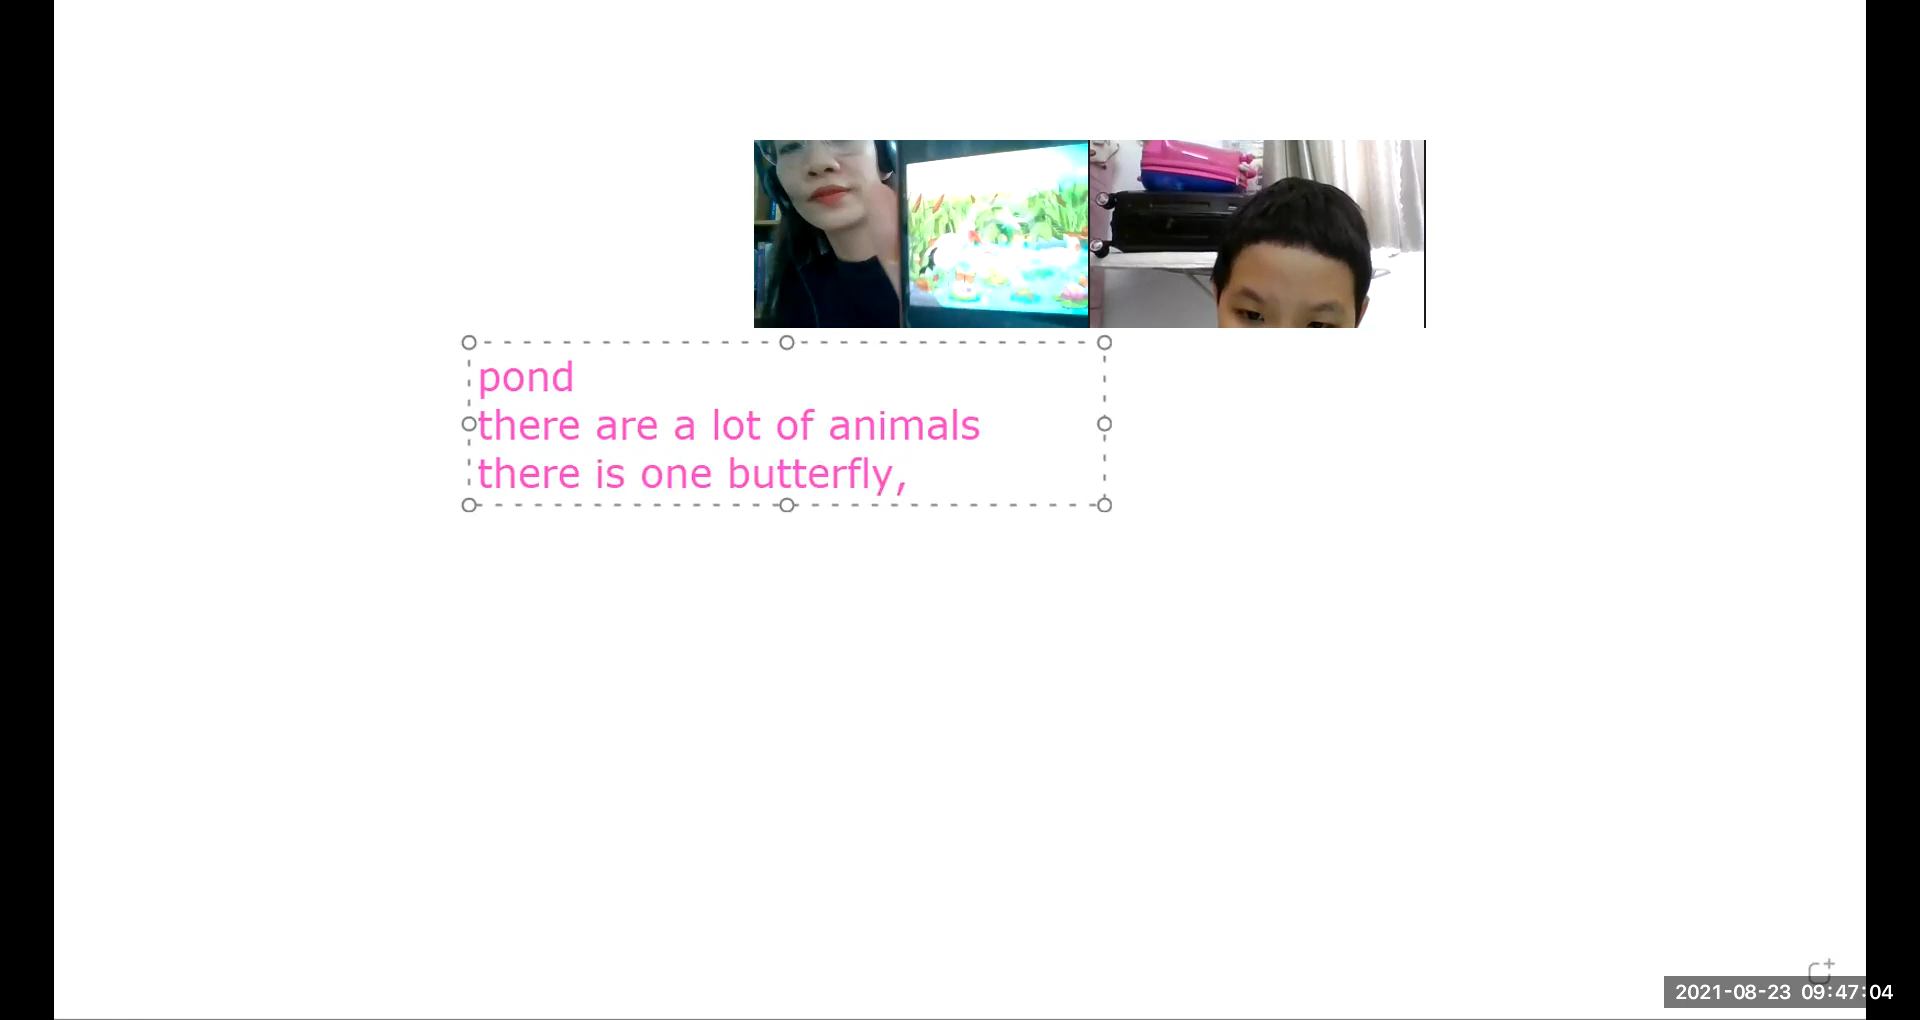 pond
there are a lot of animals
there is one butterfly,
2021-08-23 09:47:04